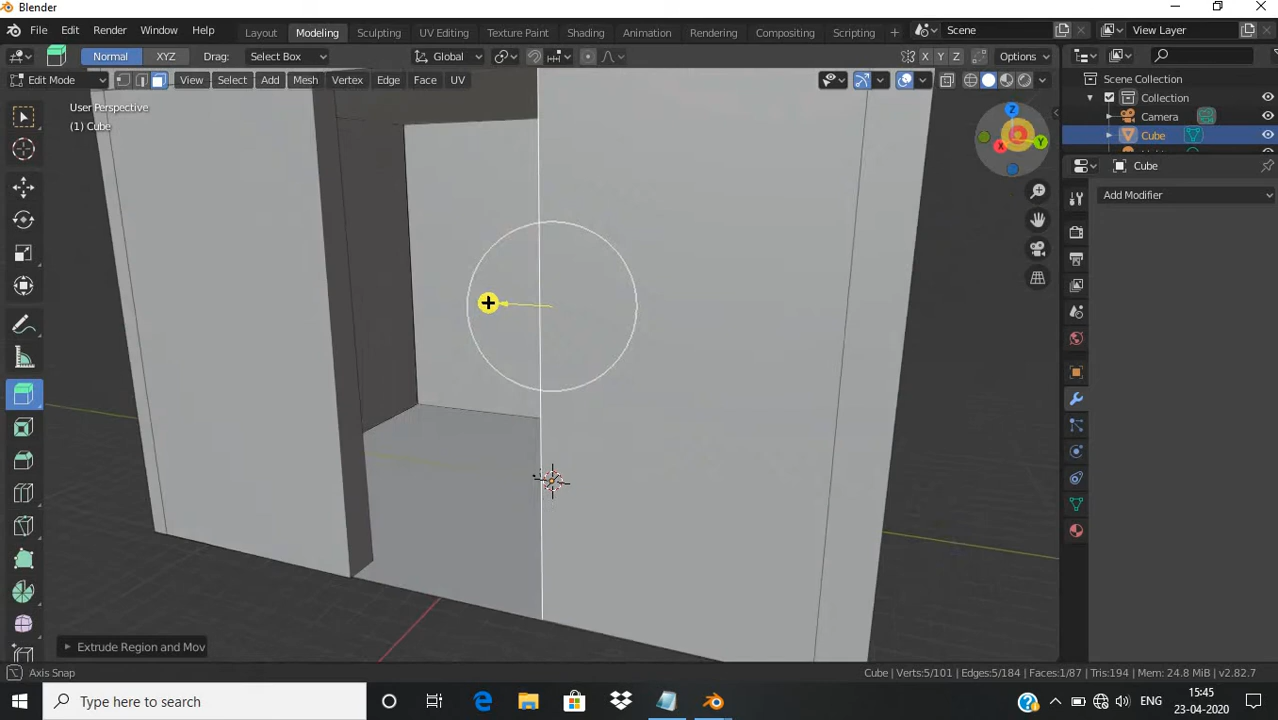 Blender
File Edit Render Window Help Layout Modeling Sculpting UV Editing Texture Paint Shading Animation Rendering Compositing Scripting + Scene View Layer
Normal XYZ Drag: Select Box Global X Y Z Options
Edit Mode View Select Add Mesh Vertex Edge Face UV
User Perspective
(1) Cube
Z
Y
X
Scene Collection
Collection
Camera
Cube
Cube
Add Modifier
Extrude Region and Mov
Axis Snap Cube | Verts:5/101 | Edges:5/184 | Faces:1/87 | Tris:194 | Mem: 24.8 MiB | v2.82.7
Type here to search ENG 15:45
23-04-2020